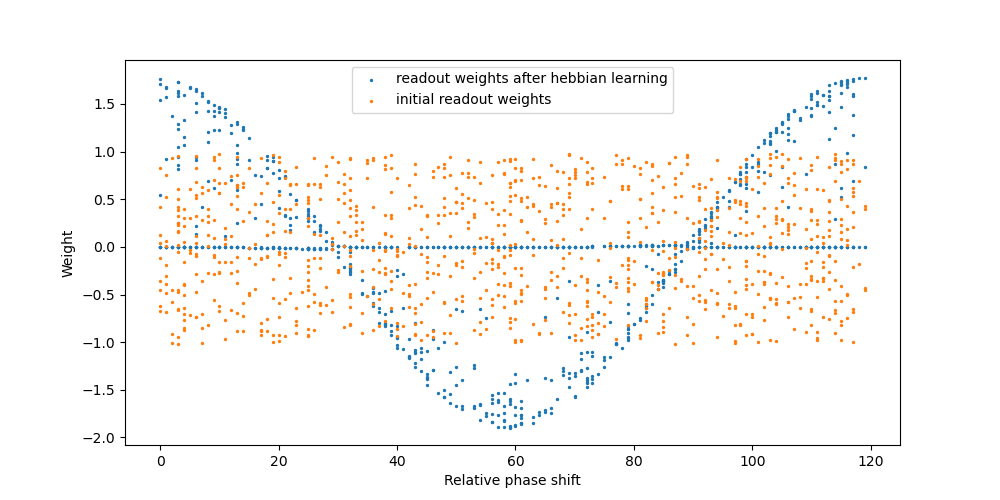 readout weights after hebbian learning
initial readout weights
Weight
1.5
1.0
0.5
0.0
−0.5
−1.0
−1.5
−2.0
0 20 40 60 80 100 120
Relative phase shift